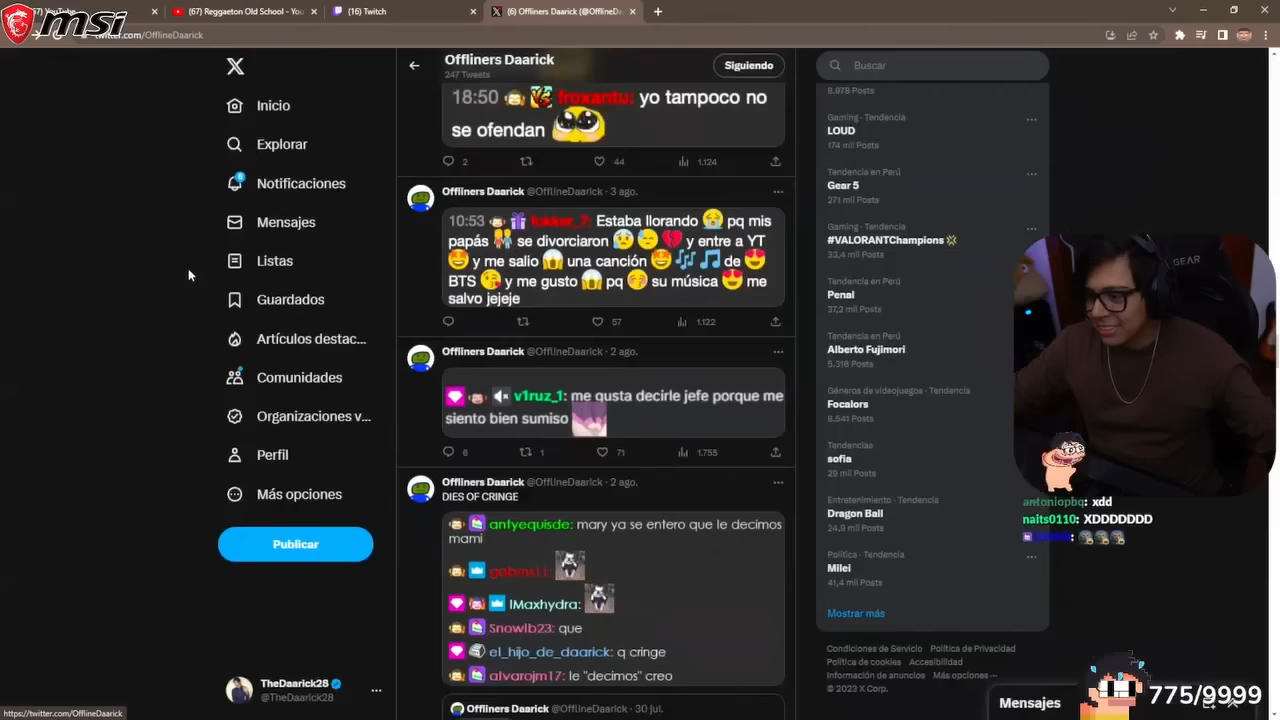 msi
(67) Reggaeton Old School - You
(16) Twitch
(6) Offliners Daarick (@OfflineDa
twitter.com/OfflineDaarick
X
Inicio
Explorar
Notificaciones
Mensajes
Listas
Guardados
Artículos destac...
Comunidades
Organizaciones v...
Perfil
Más opciones
Publicar
TheDaarick28
@TheDaarick28
https://twitter.com/OfflineDaarick
Offliners Daarick
247 Tweets
Siguiendo
18:50 froxantu: yo tampoco no
se ofendan
2 44 1.124
Offliners Daarick @OfflineDaarick · 3 ago.
10:53 Estaba llorando pq mis
papás se divorciaron y entre a YT
y me salio una canción de
BTS y me gusto pq su música me
salvo jejeje
57 1.122
Offliners Daarick @OfflineDaarick · 2 ago.
v1ruz_1: me gusta decirle jefe porque me
siento bien sumiso
6 1 71 1.755
Offliners Daarick @OfflineDaarick · 2 ago.
DIES OF CRINGE
antyequisde: mary ya se entero que le decimos
mami
lMaxhydra:
Snowlb23: que
el_hijo_de_daarick: q cringe
alvarojm17: le "decimos" creo
Offliners Daarick @OfflineDaarick · 30 jul.
Buscar
8.978 Posts
Gaming · Tendencia
LOUD
174 mil Posts
Tendencia en Perú
Gear 5
271 mil Posts
Gaming · Tendencia
#VALORANTChampions
33,4 mil Posts
Tendencia en Perú
Penal
37,2 mil Posts
Tendencia en Perú
Alberto Fujimori
5.316 Posts
Géneros de videojuegos · Tendencia
Focalors
8.541 Posts
Tendencias
sofia
29 mil Posts
Entretenimiento · Tendencia
Dragon Ball
24,9 mil Posts
Política · Tendencia
Milei
41,4 mil Posts
Mostrar más
Condiciones de Servicio Política de Privacidad
Política de cookies Accesibilidad
Información de anuncios Más opciones ···
© 2023 X Corp.
GEAR
antoniopbq: xdd
naits0110: XDDDDDDD
Mensajes
775/9999